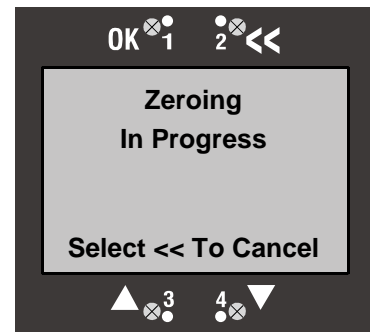 OK 1 2 <<
Zeroing
In Progress
Select << To Cancel
3 4